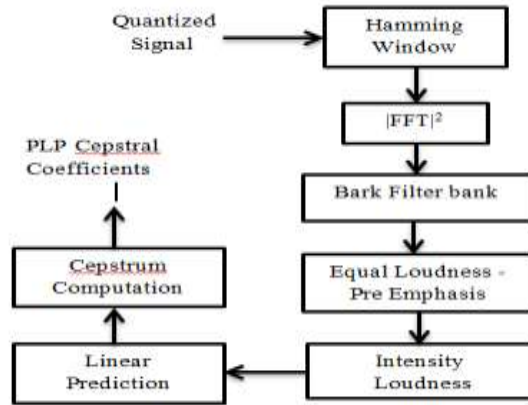 Quantized
Signal
Hamming
Window
|FFT|²
Bark Filter bank
Equal Loudness -
Pre Emphasis
Intensity
Loudness
Linear
Prediction
Cepstrum
Computation
PLP Cepstral
Coefficients